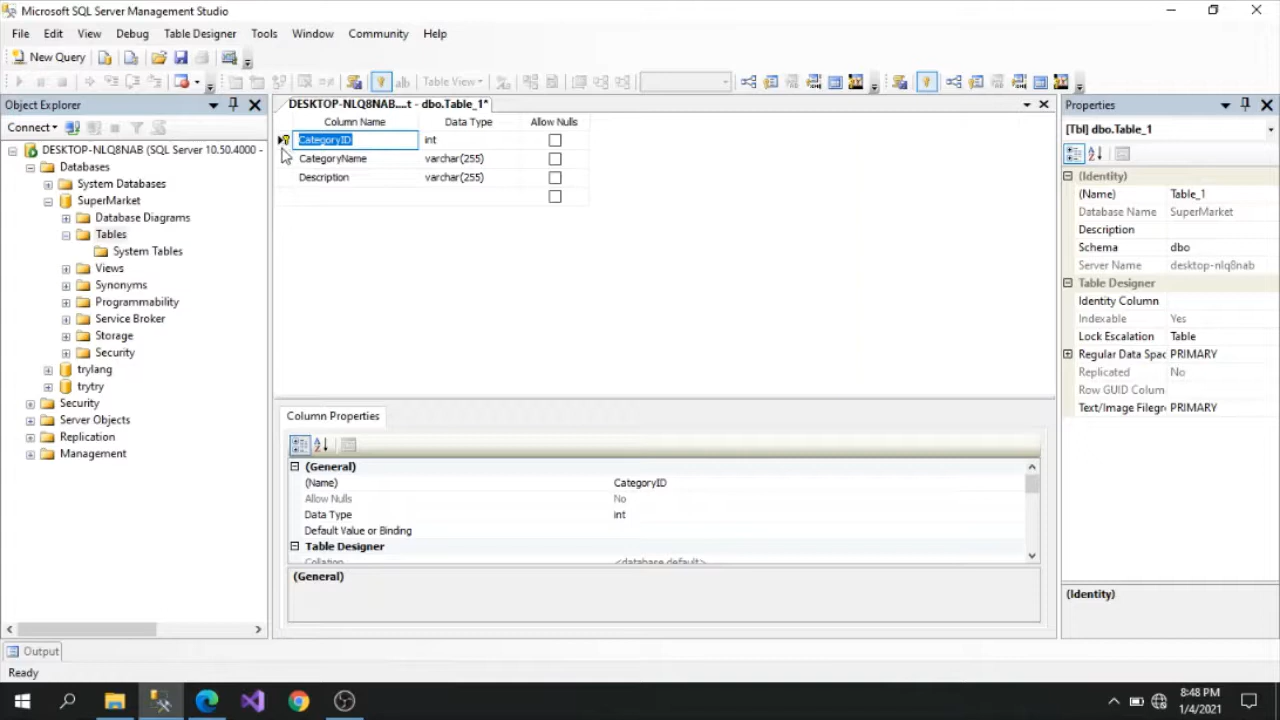 Microsoft SQL Server Management Studio
File Edit View Debug Table Designer Tools Window Community Help
New Query
Table View
Object Explorer
DESKTOP-NLQ8NAB....t - dbo.Table_1*
Properties
Connect
Column Name Data Type Allow Nulls
[Tbl] dbo.Table_1
DESKTOP-NLQ8NAB (SQL Server 10.50.4000 -
Databases
System Databases
SuperMarket
Database Diagrams
Tables
System Tables
Views
Synonyms
Programmability
Service Broker
Storage
Security
trylang
trytry
Security
Server Objects
Replication
Management
CategoryID int
CategoryName varchar(255)
Description varchar(255)
(Identity)
(Name) Table_1
Database Name SuperMarket
Description
Schema dbo
Server Name desktop-nlq8nab
Table Designer
Identity Column
Indexable Yes
Lock Escalation Table
Regular Data Spac PRIMARY
Replicated No
Row GUID Colum
Text/Image Filegr PRIMARY
Column Properties
(General)
(Name) CategoryID
Allow Nulls No
Data Type int
Default Value or Binding
Table Designer
Collation <database default>
(General)
(Identity)
Output
Ready
8:48 PM
1/4/2021